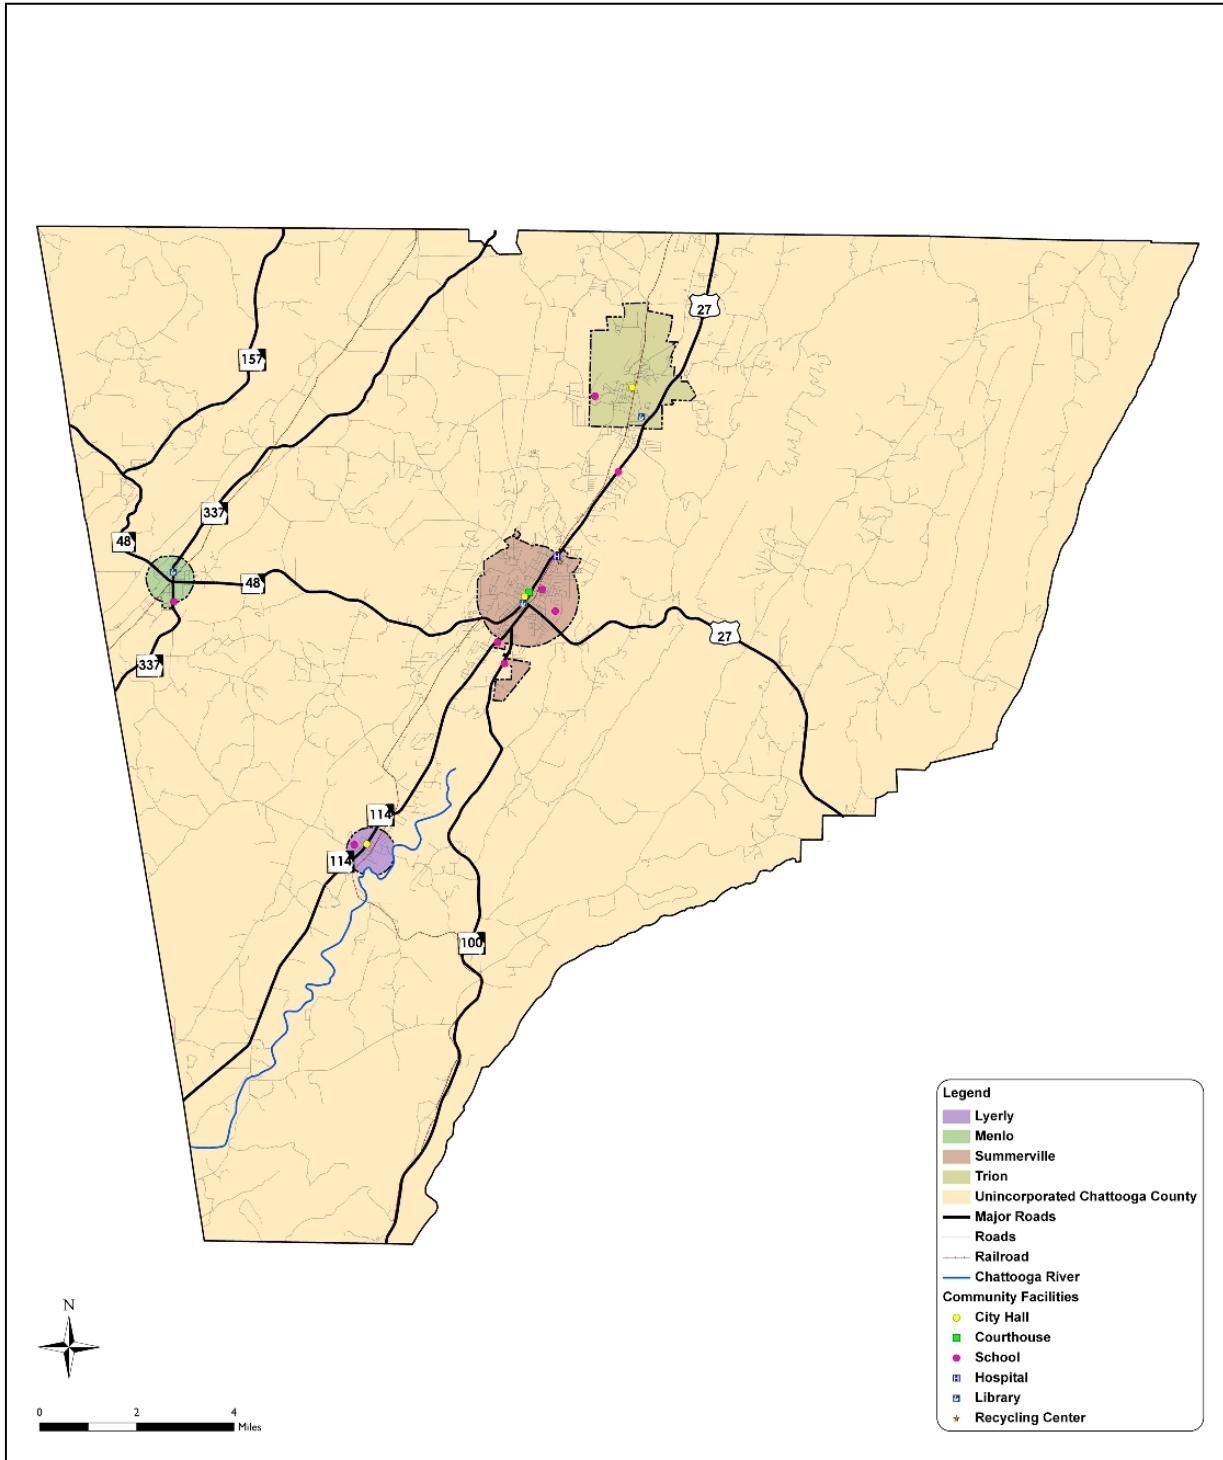 27
157
337
48
48
27
337
114
114
100
Legend
Lyerly
Menlo
Summerville
Trion
Unincorporated Chattooga County
Major Roads
Roads
Railroad
Chattooga River
Community Facilities
City Hall
Courthouse
School
H Hospital
Library
Recycling Center
N
0 2 4
Miles